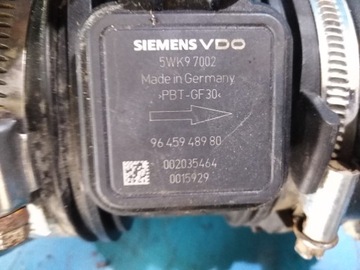 SIEMENS VDO
5WK9 7002
Made in Germany
>PBT-GF30<
96 459 489 80
002035464
0015929